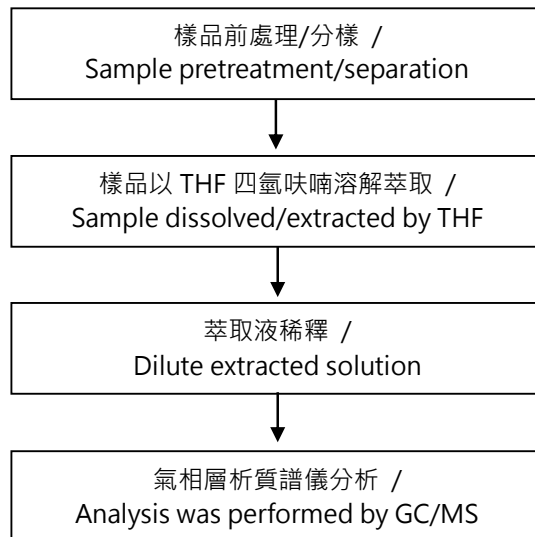 樣品前處理/分樣 /
Sample pretreatment/separation
樣品以 THF 四氫呋喃溶解萃取 /
Sample dissolved/extracted by THF
萃取液稀釋 /
Dilute extracted solution
氣相層析質譜儀分析 /
Analysis was performed by GC/MS